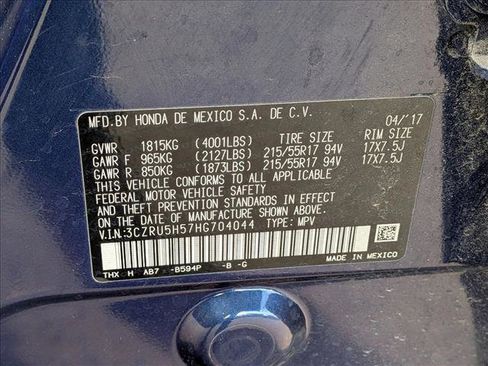 MFD.BY HONDA DE MEXICO S.A. DE C.V. 04/'17
GVWR 1815KG (4001LBS) TIRE SIZE RIM SIZE
GAWR F 965KG (2127LBS) 215/55R17 94V 17X7.5J
GAWR R 850KG (1873LBS) 215/55R17 94V 17X7.5J
THIS VEHICLE CONFORMS TO ALL APPLICABLE
FEDERAL MOTOR VEHICLE SAFETY, BUMPER,
AND THEFT PREVENTION STANDARDS IN EFFECT
ON THE DATE OF MANUFACTURE SHOWN ABOVE.
V.I.N:3CZRU5H57HG704044 TYPE: MPV
THX H AB7 -B594P -B -G
MADE IN MEXICO